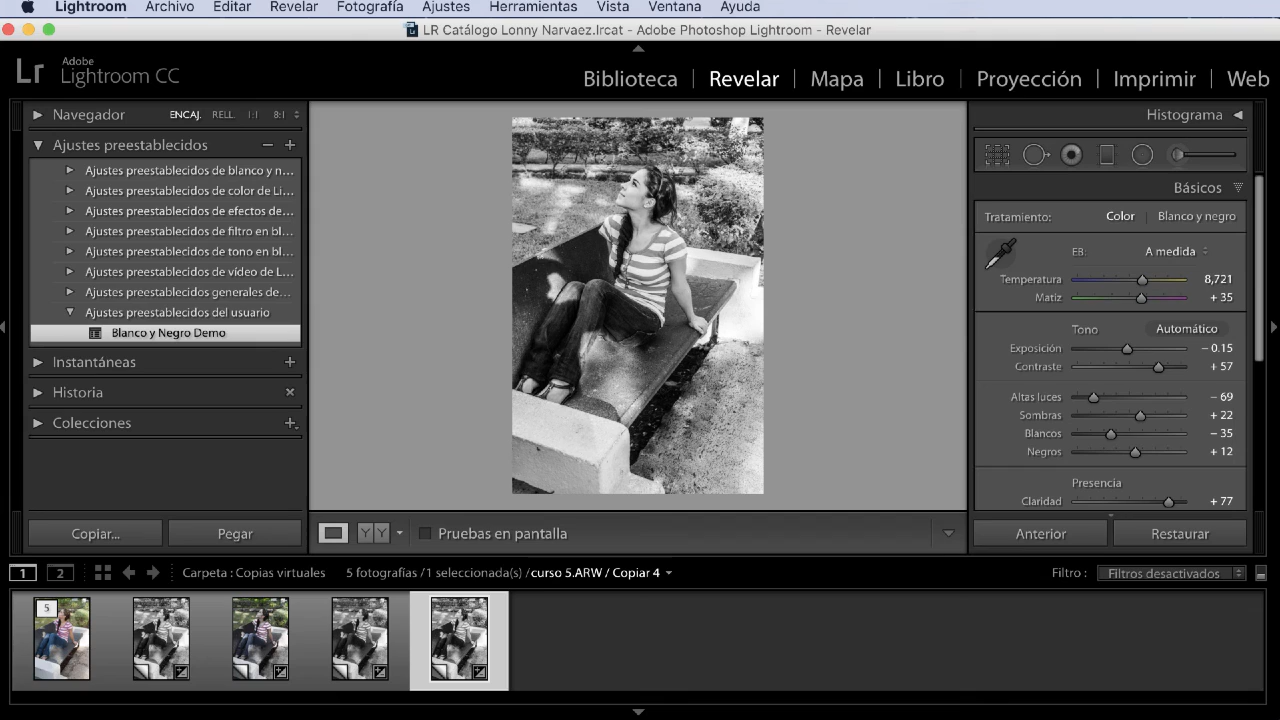 Lightroom Archivo Editar Revelar Fotografía Ajustes Herramientas Vista Ventana Ayuda
LR Catálogo Lonny Narvaez.lrcat - Adobe Photoshop Lightroom - Revelar
Lr Adobe Lightroom CC
Biblioteca Revelar Mapa Libro Proyección Imprimir Web
Navegador ENCAJ. RELL. 1:1 8:1
Ajustes preestablecidos
Ajustes preestablecidos de blanco y n...
Ajustes preestablecidos de color de Li...
Ajustes preestablecidos de efectos de...
Ajustes preestablecidos de filtro en bl...
Ajustes preestablecidos de tono en bl...
Ajustes preestablecidos de vídeo de L...
Ajustes preestablecidos generales de...
Ajustes preestablecidos del usuario
Blanco y Negro Demo
Instantáneas
Historia
Colecciones
Copiar... Pegar
Pruebas en pantalla
Histograma
Básicos
Tratamiento: Color Blanco y negro
EB: A medida
Temperatura 8,721
Matiz + 35
Tono Automático
Exposición − 0.15
Contraste + 57
Altas luces − 69
Sombras + 22
Blancos − 35
Negros + 12
Presencia
Claridad + 77
Anterior Restaurar
1 2 Carpeta : Copias virtuales 5 fotografías /1 seleccionada(s) /curso 5.ARW / Copiar 4 Filtro : Filtros desactivados
5